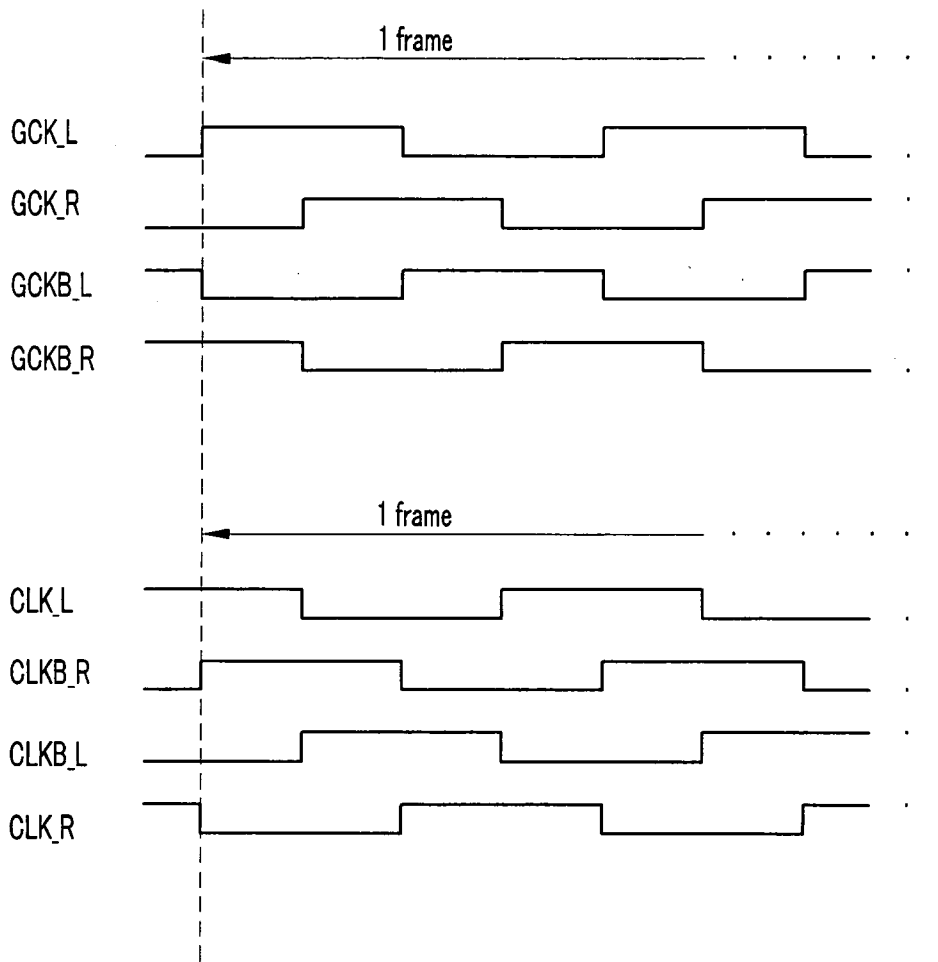 1 frame
GCK_L
GCK_R
GCKB_L
GCKB_R
1 frame
CLK_L
CLKB_R
CLKB_L
CLK_R